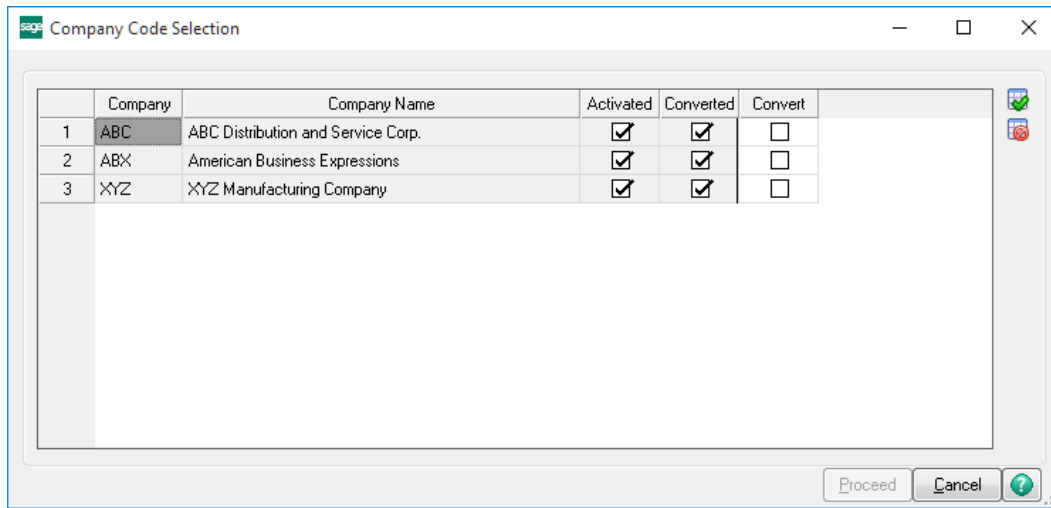 sage Company Code Selection
Company Company Name Activated Converted Convert
1 ABC ABC Distribution and Service Corp.
2 ABX American Business Expressions
3 XYZ XYZ Manufacturing Company
Proceed Cancel ?